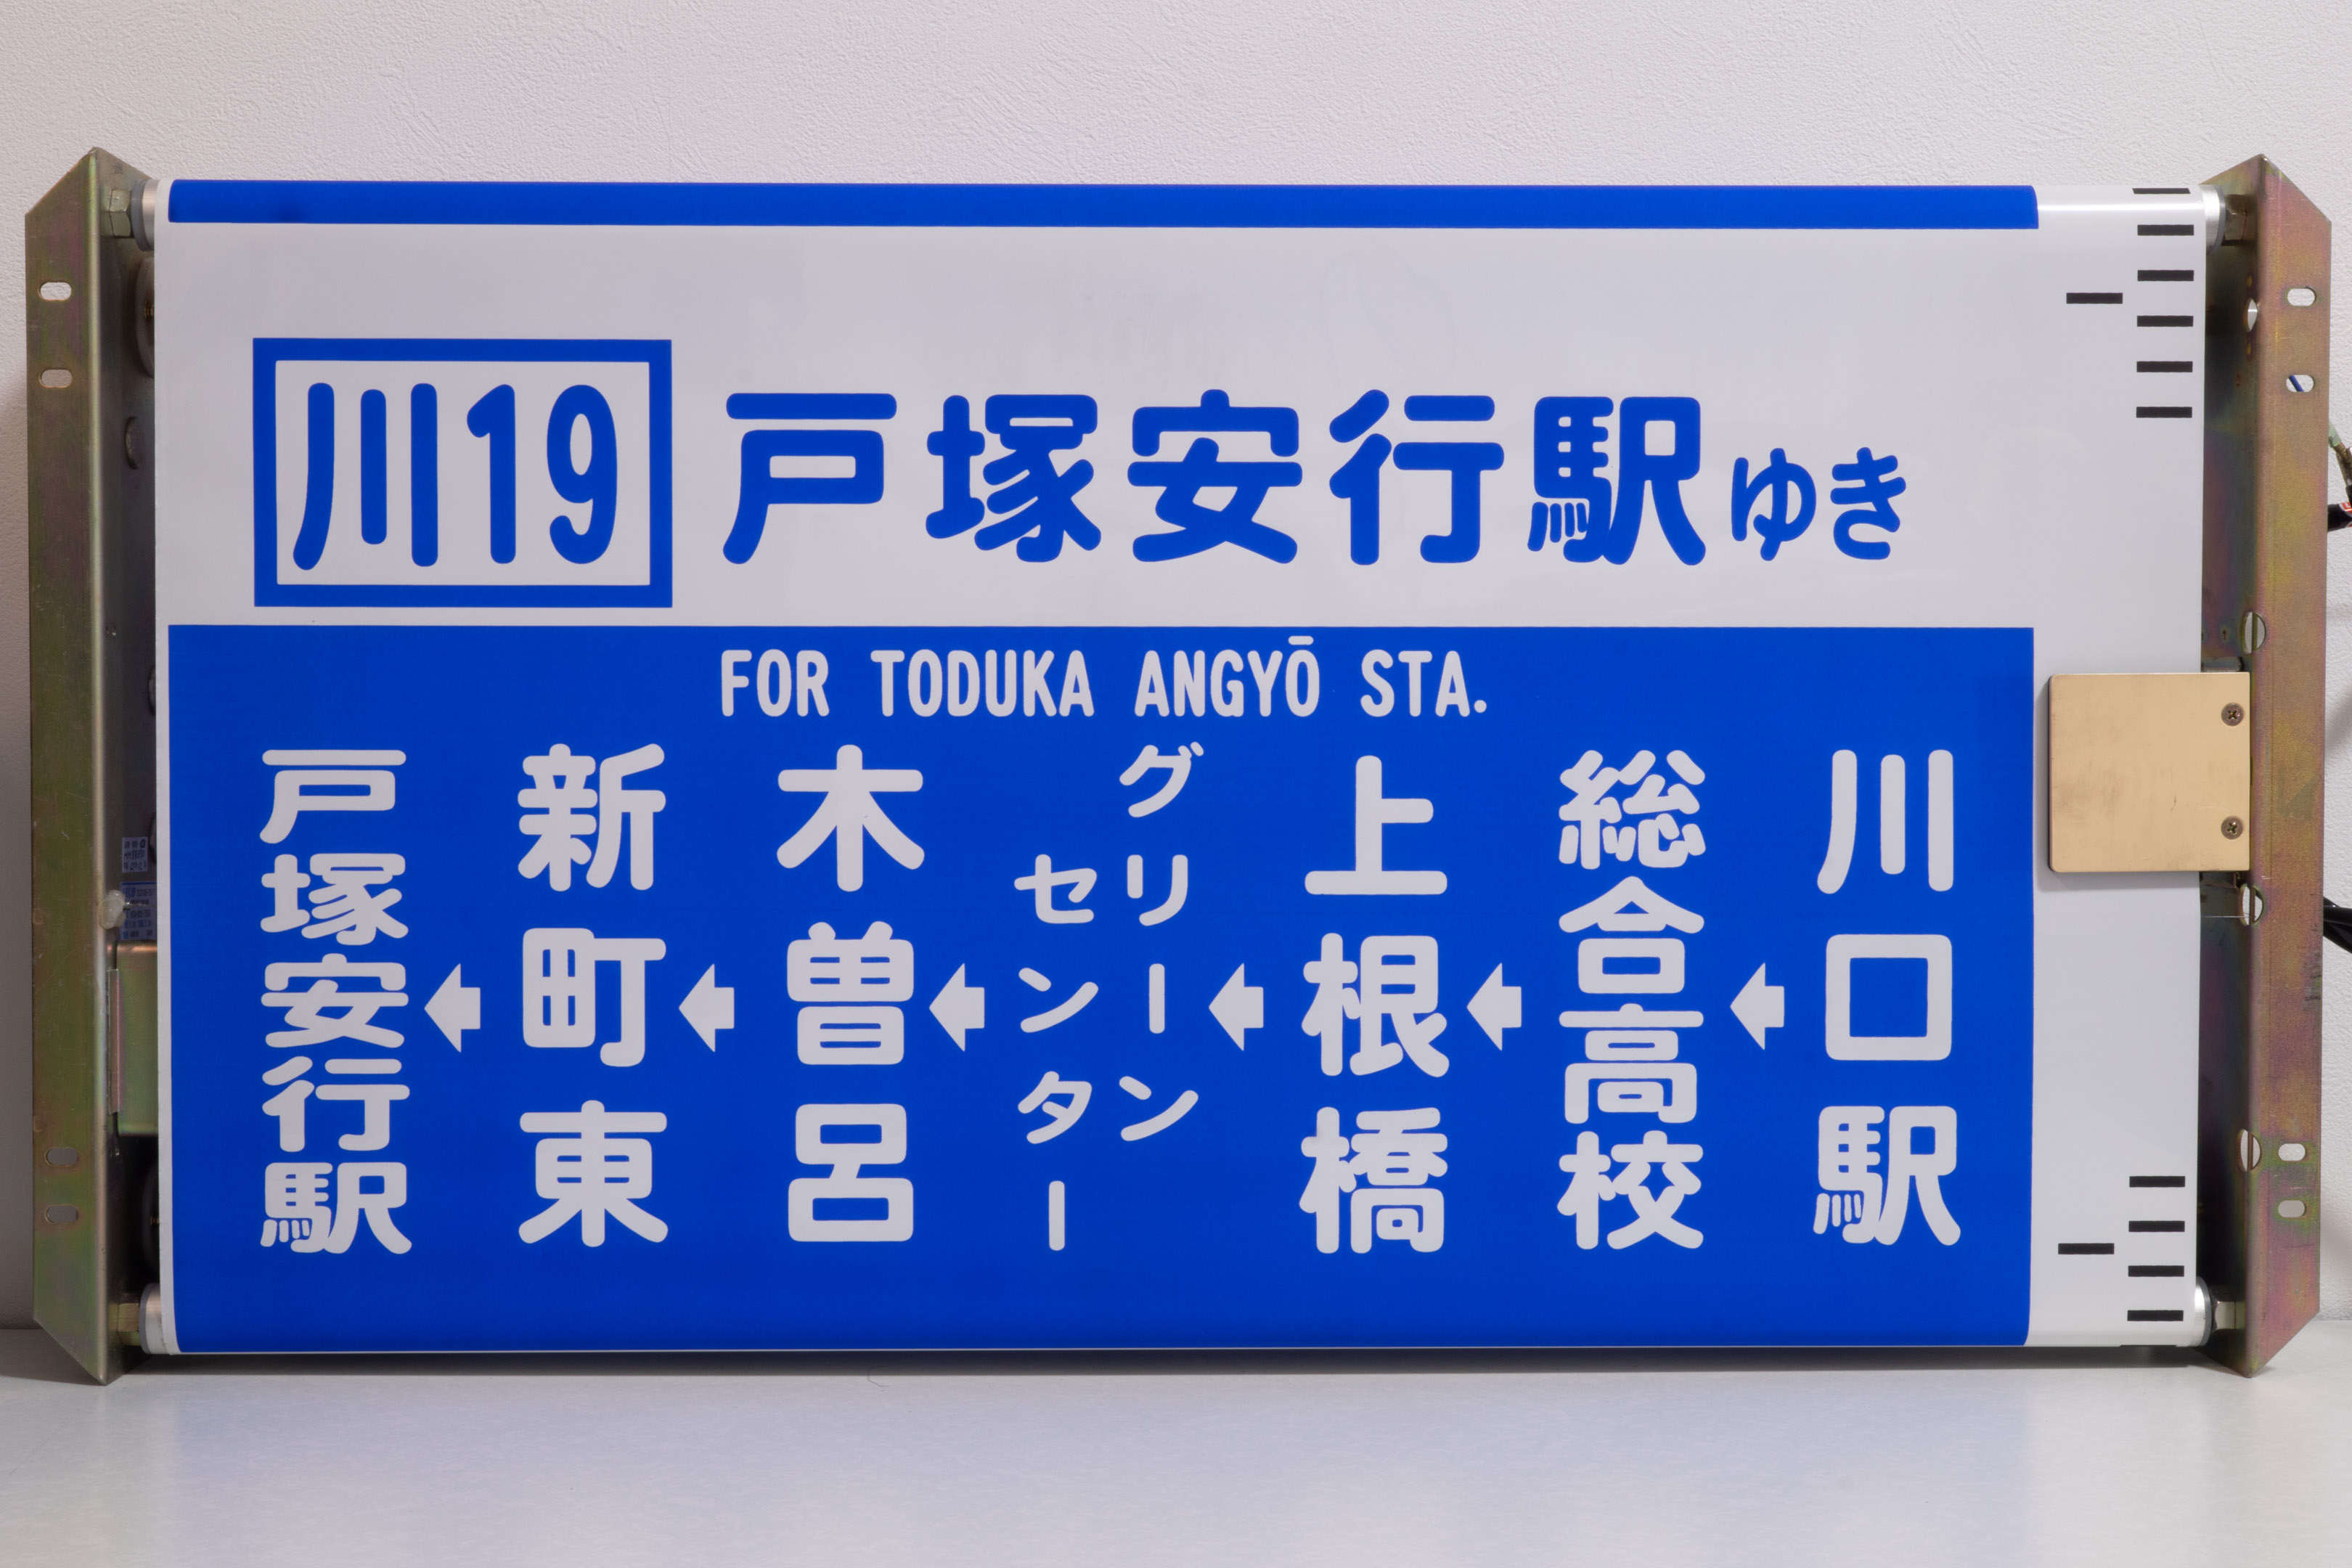 川19 戸塚安行駅ゆき
FOR TODUKA ANGYŌ STA.
川口駅
総合高校
上根橋
グリーン
センター
木曽呂
新町東
戸塚安行駅